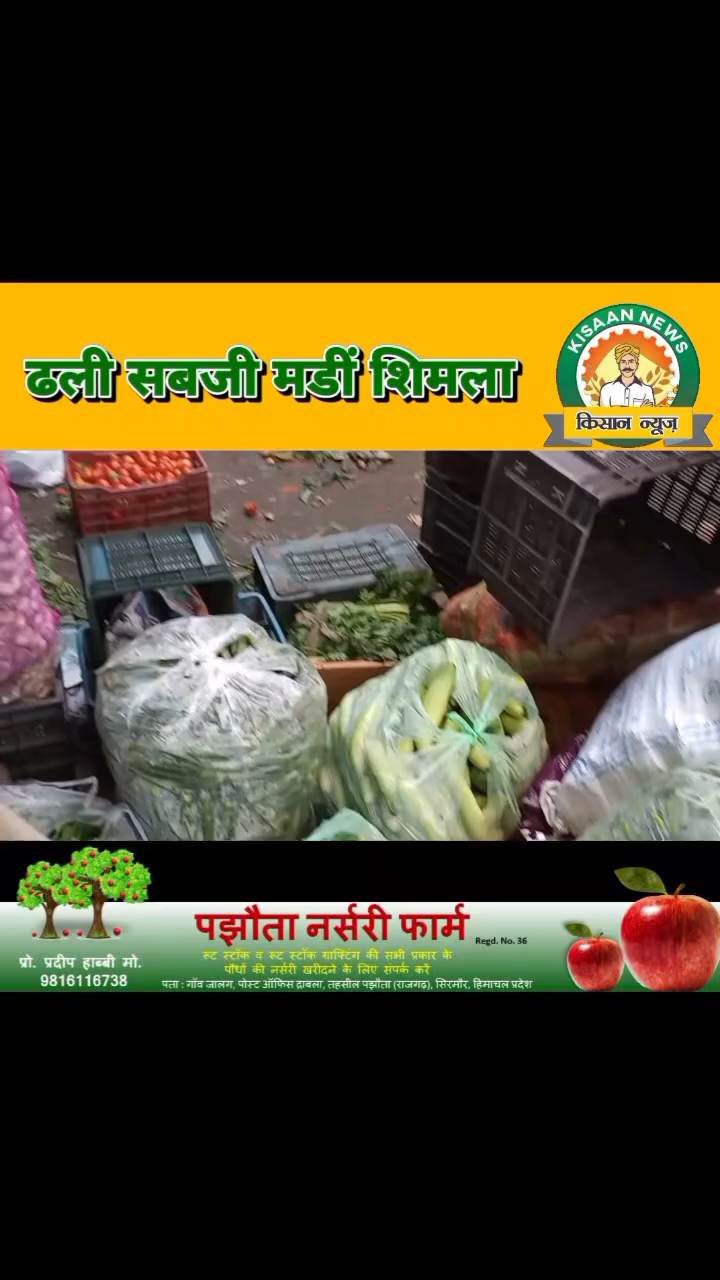 ढली सबजी मडीं शिमला
KISAAN NEWS
किसान न्यूज़
पझौता नर्सरी फार्म
Regd. No. 36
रूट स्टॉक व रूट स्टॉक ग्राफ्टिंग की सभी प्रकार के
पौधों की नर्सरी ख़रीदने के लिए संपर्क करें
प्रो. प्रदीप हाब्बी मो.
9816116738
पता : गाँव जालग, पोस्ट ऑफिस द्राबला, तहसील पझौता (राजगढ़), सिरमौर, हिमाचल प्रदेश